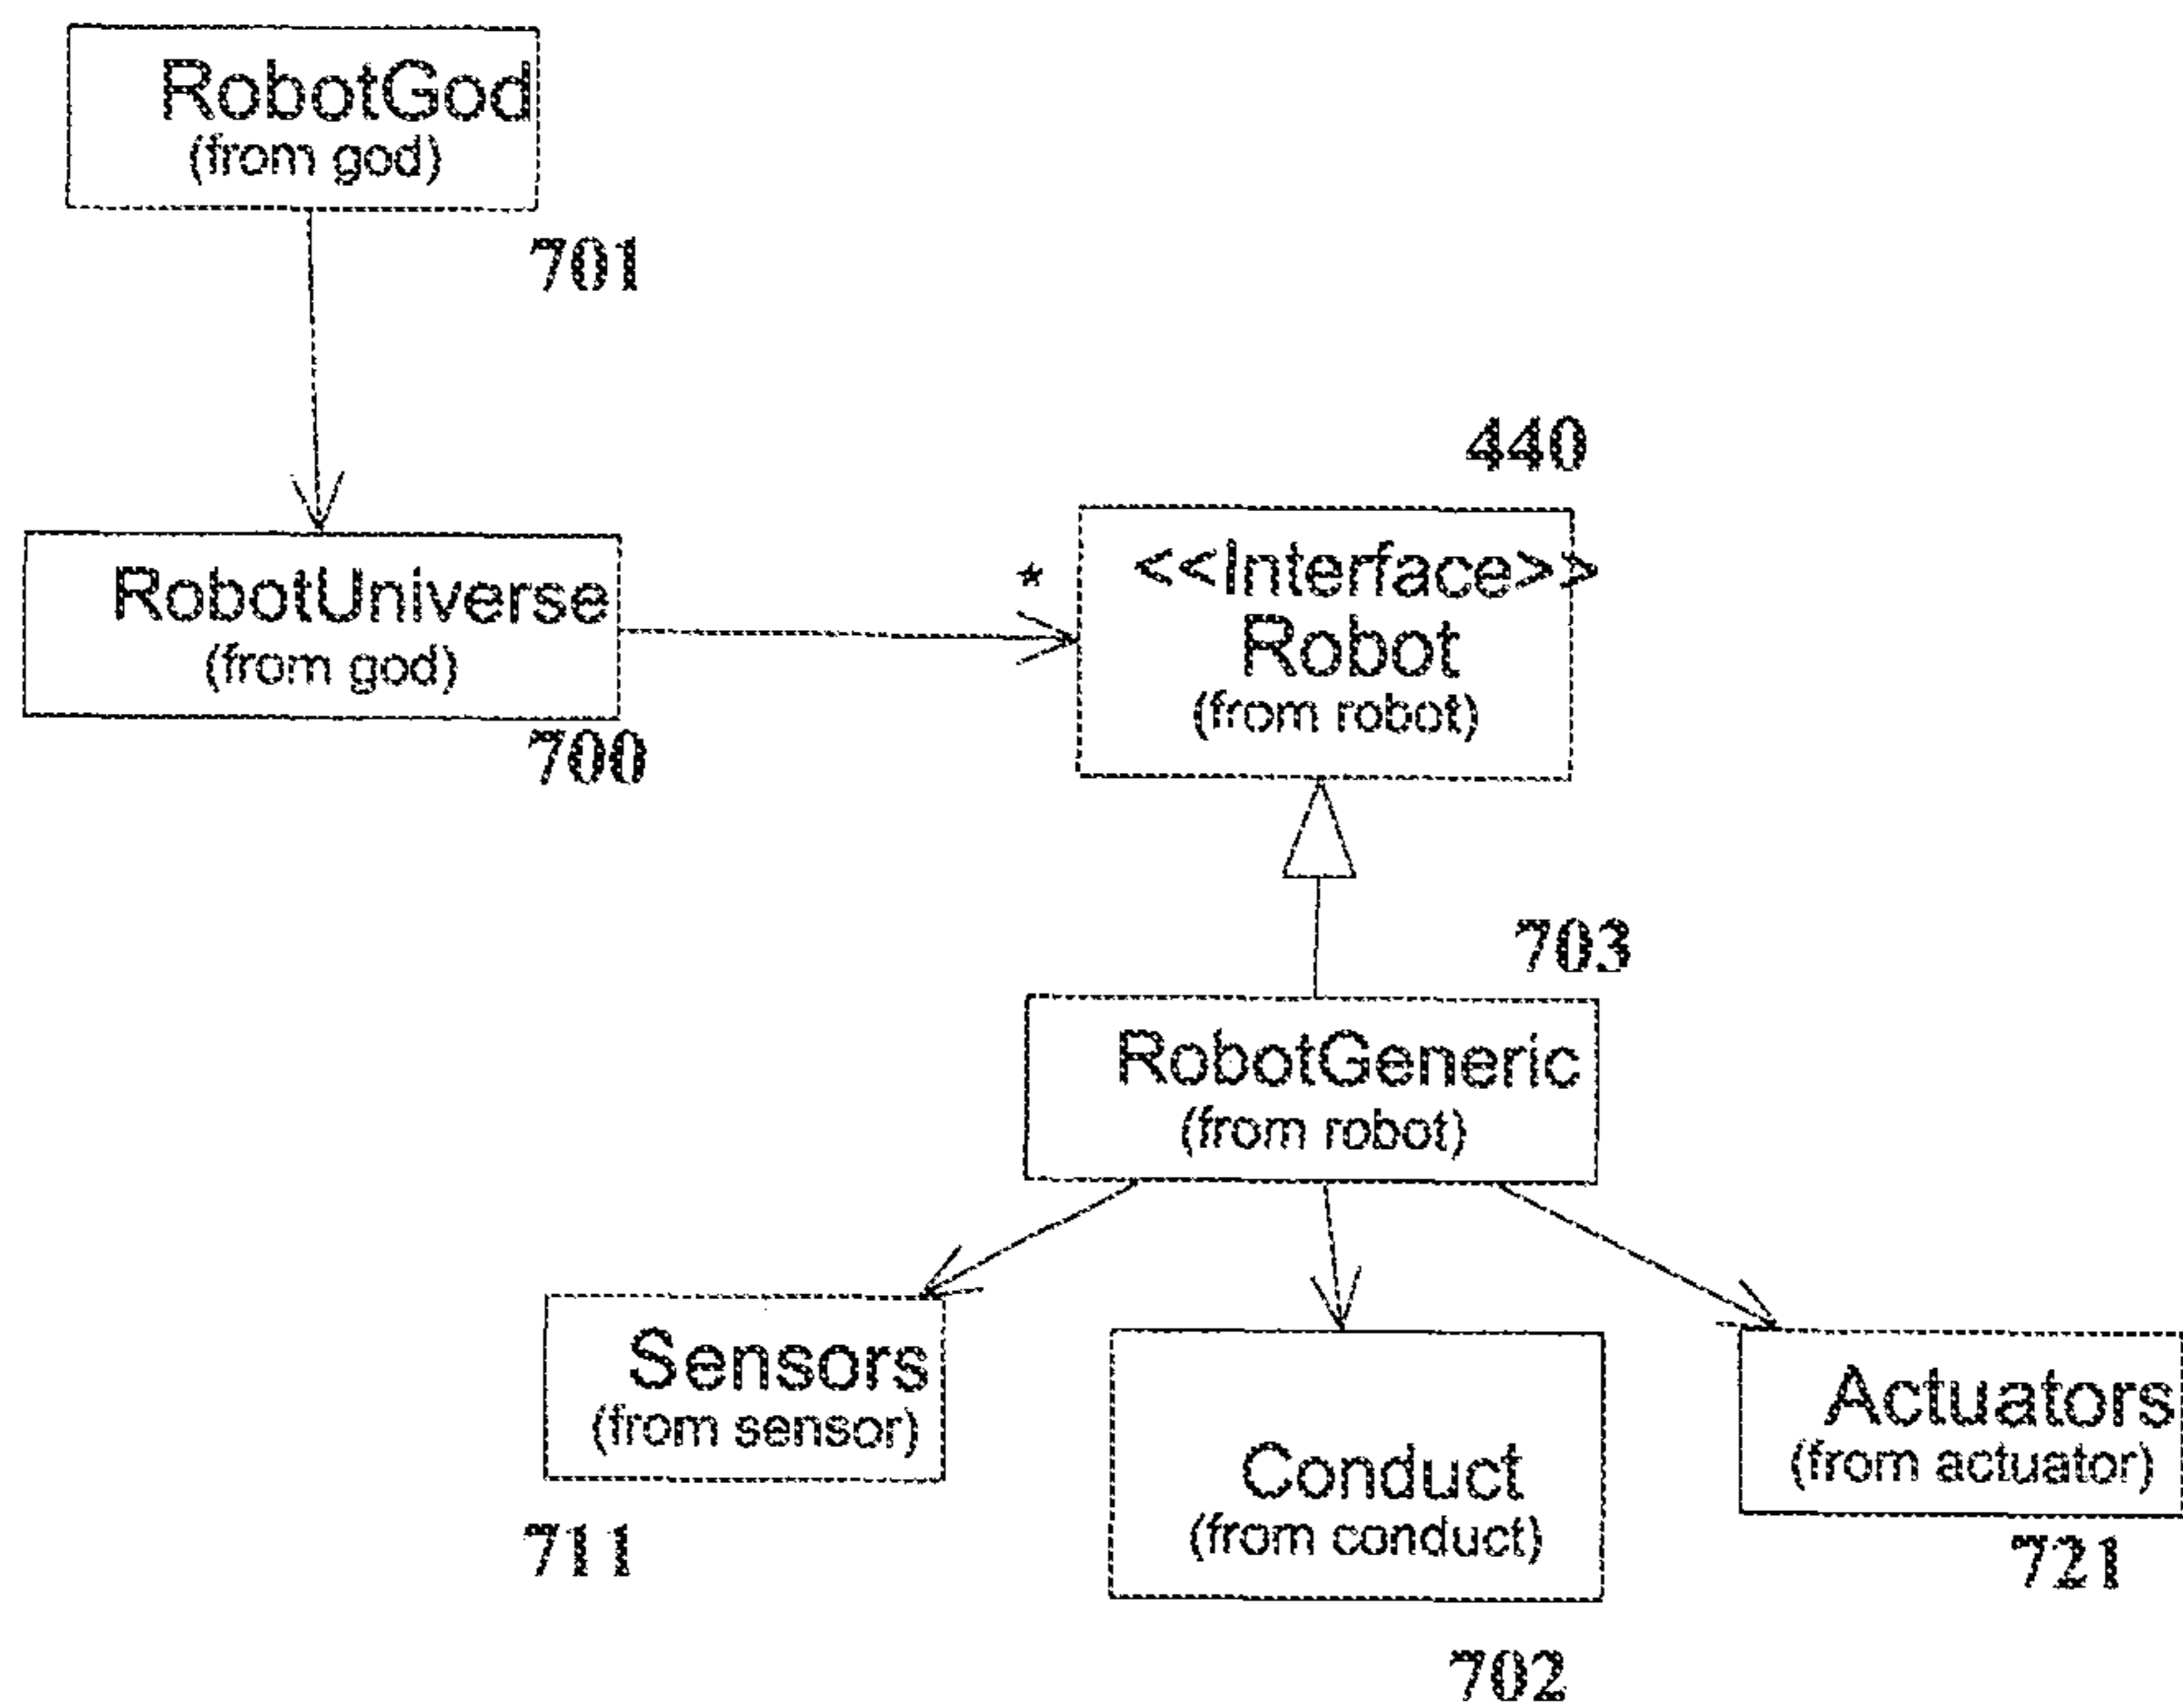 RobotGod
(from god)
701
440
RobotUniverse
(from god)
700
*
<<Interface>>
Robot
(from robot)
703
RobotGeneric
(from robot)
Sensors
(from sensor)
711
Conduct
(from conduct)
702
Actuators
(from actuator)
721